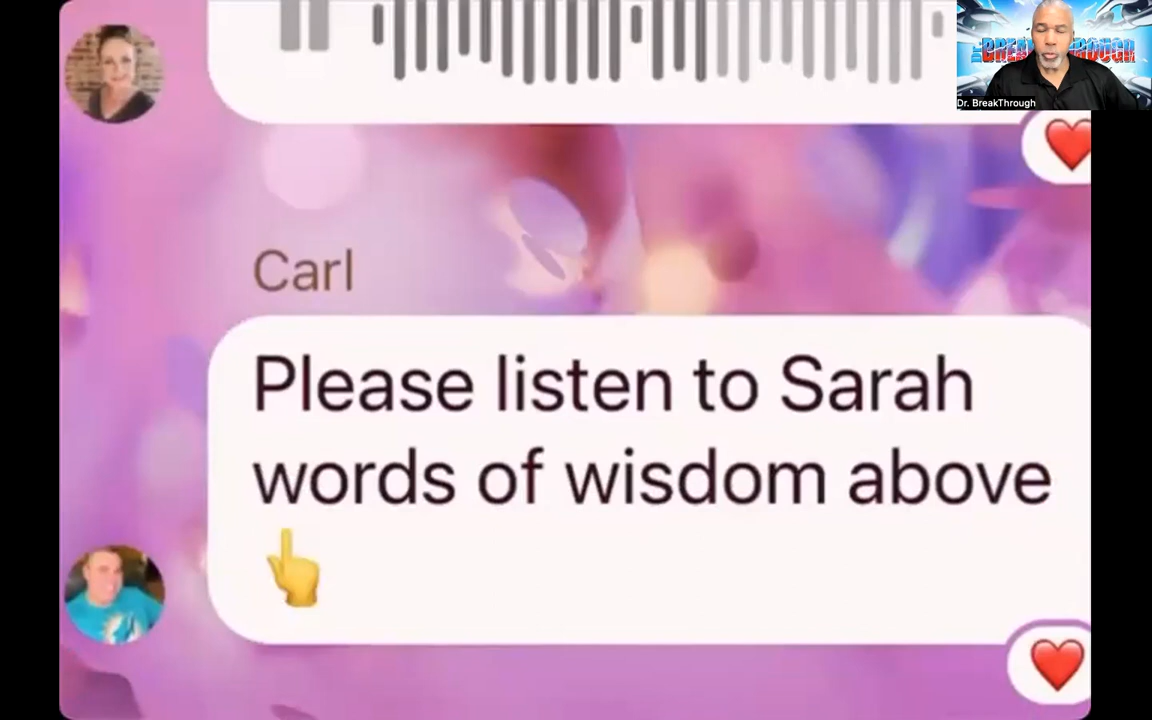 Dr. BreakThrough
Carl
Please listen to Sarah
words of wisdom above
👆